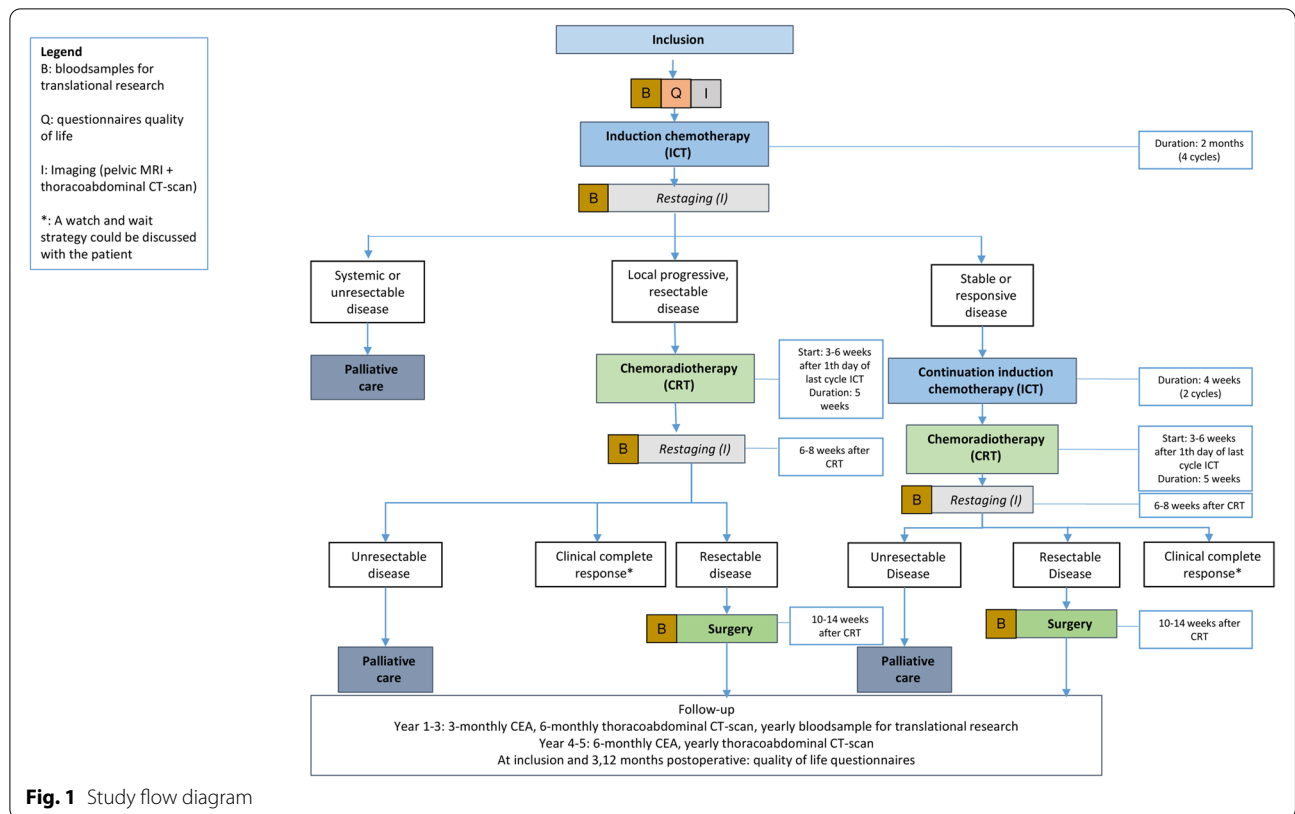 Legend
B: bloodsamples for
translational research
Q: questionnaires quality
of life
I: Imaging (pelvic MRI +
thoracoabdominal CT-scan)
*: A watch and wait
strategy could be discussed
with the patient
Inclusion
B Q I
Induction chemotherapy
(ICT)
Duration: 2 months
(4 cycles)
B Restaging (I)
Systemic or
unresectable
disease
Local progressive,
resectable
disease
Stable or
responsive
disease
Palliative
care
Chemoradiotherapy
(CRT)
Start: 3-6 weeks
after 1th day of
last cycle ICT
Duration: 5
weeks
Continuation induction
chemotherapy (ICT)
Duration: 4 weeks
(2 cycles)
B Restaging (I)
6-8 weeks after
CRT
Chemoradiotherapy
(CRT)
Start: 3-6 weeks
after 1th day of last
cycle ICT
Duration: 5 weeks
B Restaging (I)
6-8 weeks after CRT
Unresectable
disease
Clinical complete
response*
Resectable
disease
Unresectable
Disease
Resectable
Disease
Clinical complete
response*
B Surgery
10-14 weeks
after CRT
B Surgery
10-14 weeks after
CRT
Palliative
care
Palliative
care
Follow-up
Year 1-3: 3-monthly CEA, 6-monthly thoracoabdominal CT-scan, yearly bloodsample for translational research
Year 4-5: 6-monthly CEA, yearly thoracoabdominal CT-scan
At inclusion and 3,12 months postoperative: quality of life questionnaires
Fig. 1 Study flow diagram